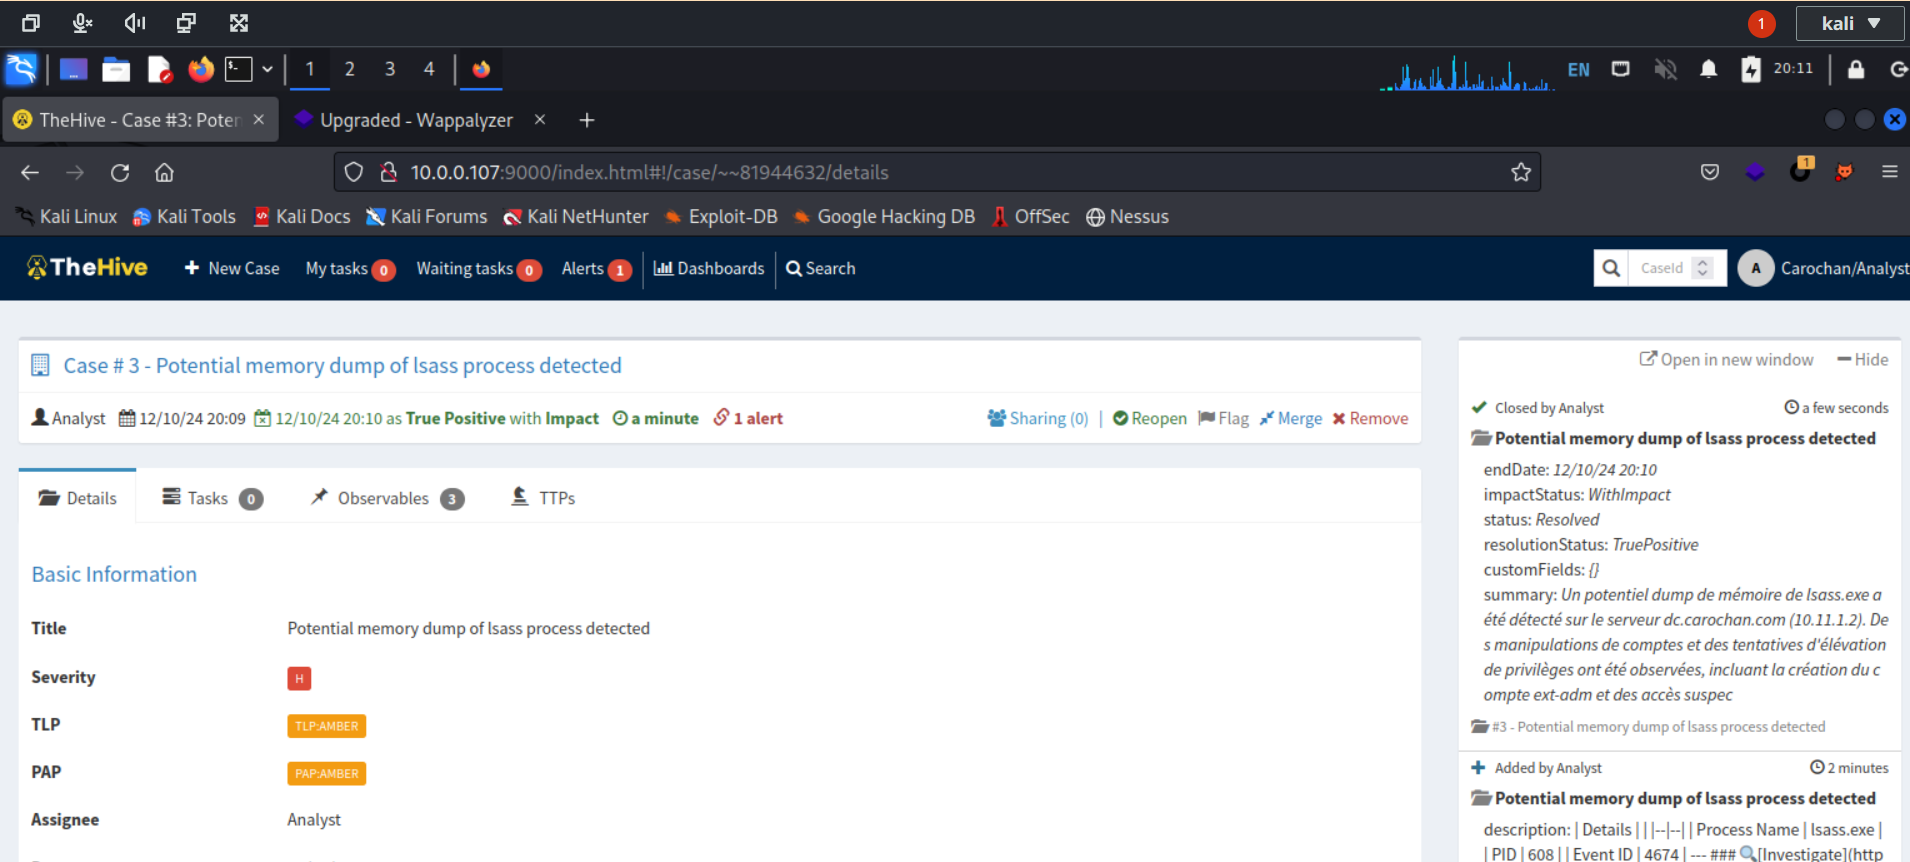 1
kali
1 2 3 4
EN
20:11
TheHive - Case #3: Poten
Upgraded - Wappalyzer
10.0.0.107:9000/index.html#!/case/~~81944632/details
1
Kali Linux Kali Tools Kali Docs Kali Forums Kali NetHunter Exploit-DB Google Hacking DB OffSec Nessus
TheHive
New Case My tasks 0 Waiting tasks 0 Alerts 1 Dashboards Search
CaseId
A Carochan/Analyst
Case # 3 - Potential memory dump of lsass process detected
Analyst 12/10/24 20:09 12/10/24 20:10 as True Positive with Impact a minute 1 alert
Sharing (0) | Reopen Flag Merge Remove
Details Tasks 0 Observables 3 TTPs
Basic Information
Title Potential memory dump of lsass process detected
Severity H
TLP TLP:AMBER
PAP PAP:AMBER
Assignee Analyst
Open in new window Hide
Closed by Analyst a few seconds
Potential memory dump of lsass process detected
endDate: 12/10/24 20:10
impactStatus: WithImpact
status: Resolved
resolutionStatus: TruePositive
customFields: {}
summary: Un potentiel dump de mémoire de lsass.exe a
été détecté sur le serveur dc.carochan.com (10.11.1.2). De
s manipulations de comptes et des tentatives d'élévation
de privilèges ont été observées, incluant la création du c
ompte ext-adm et des accès suspec
#3 - Potential memory dump of lsass process detected
Added by Analyst 2 minutes
Potential memory dump of lsass process detected
description: | Details | | |--|--| | Process Name | lsass.exe |
| PID | 608 | | Event ID | 4674 | --- ### 🔍[Investigate](http